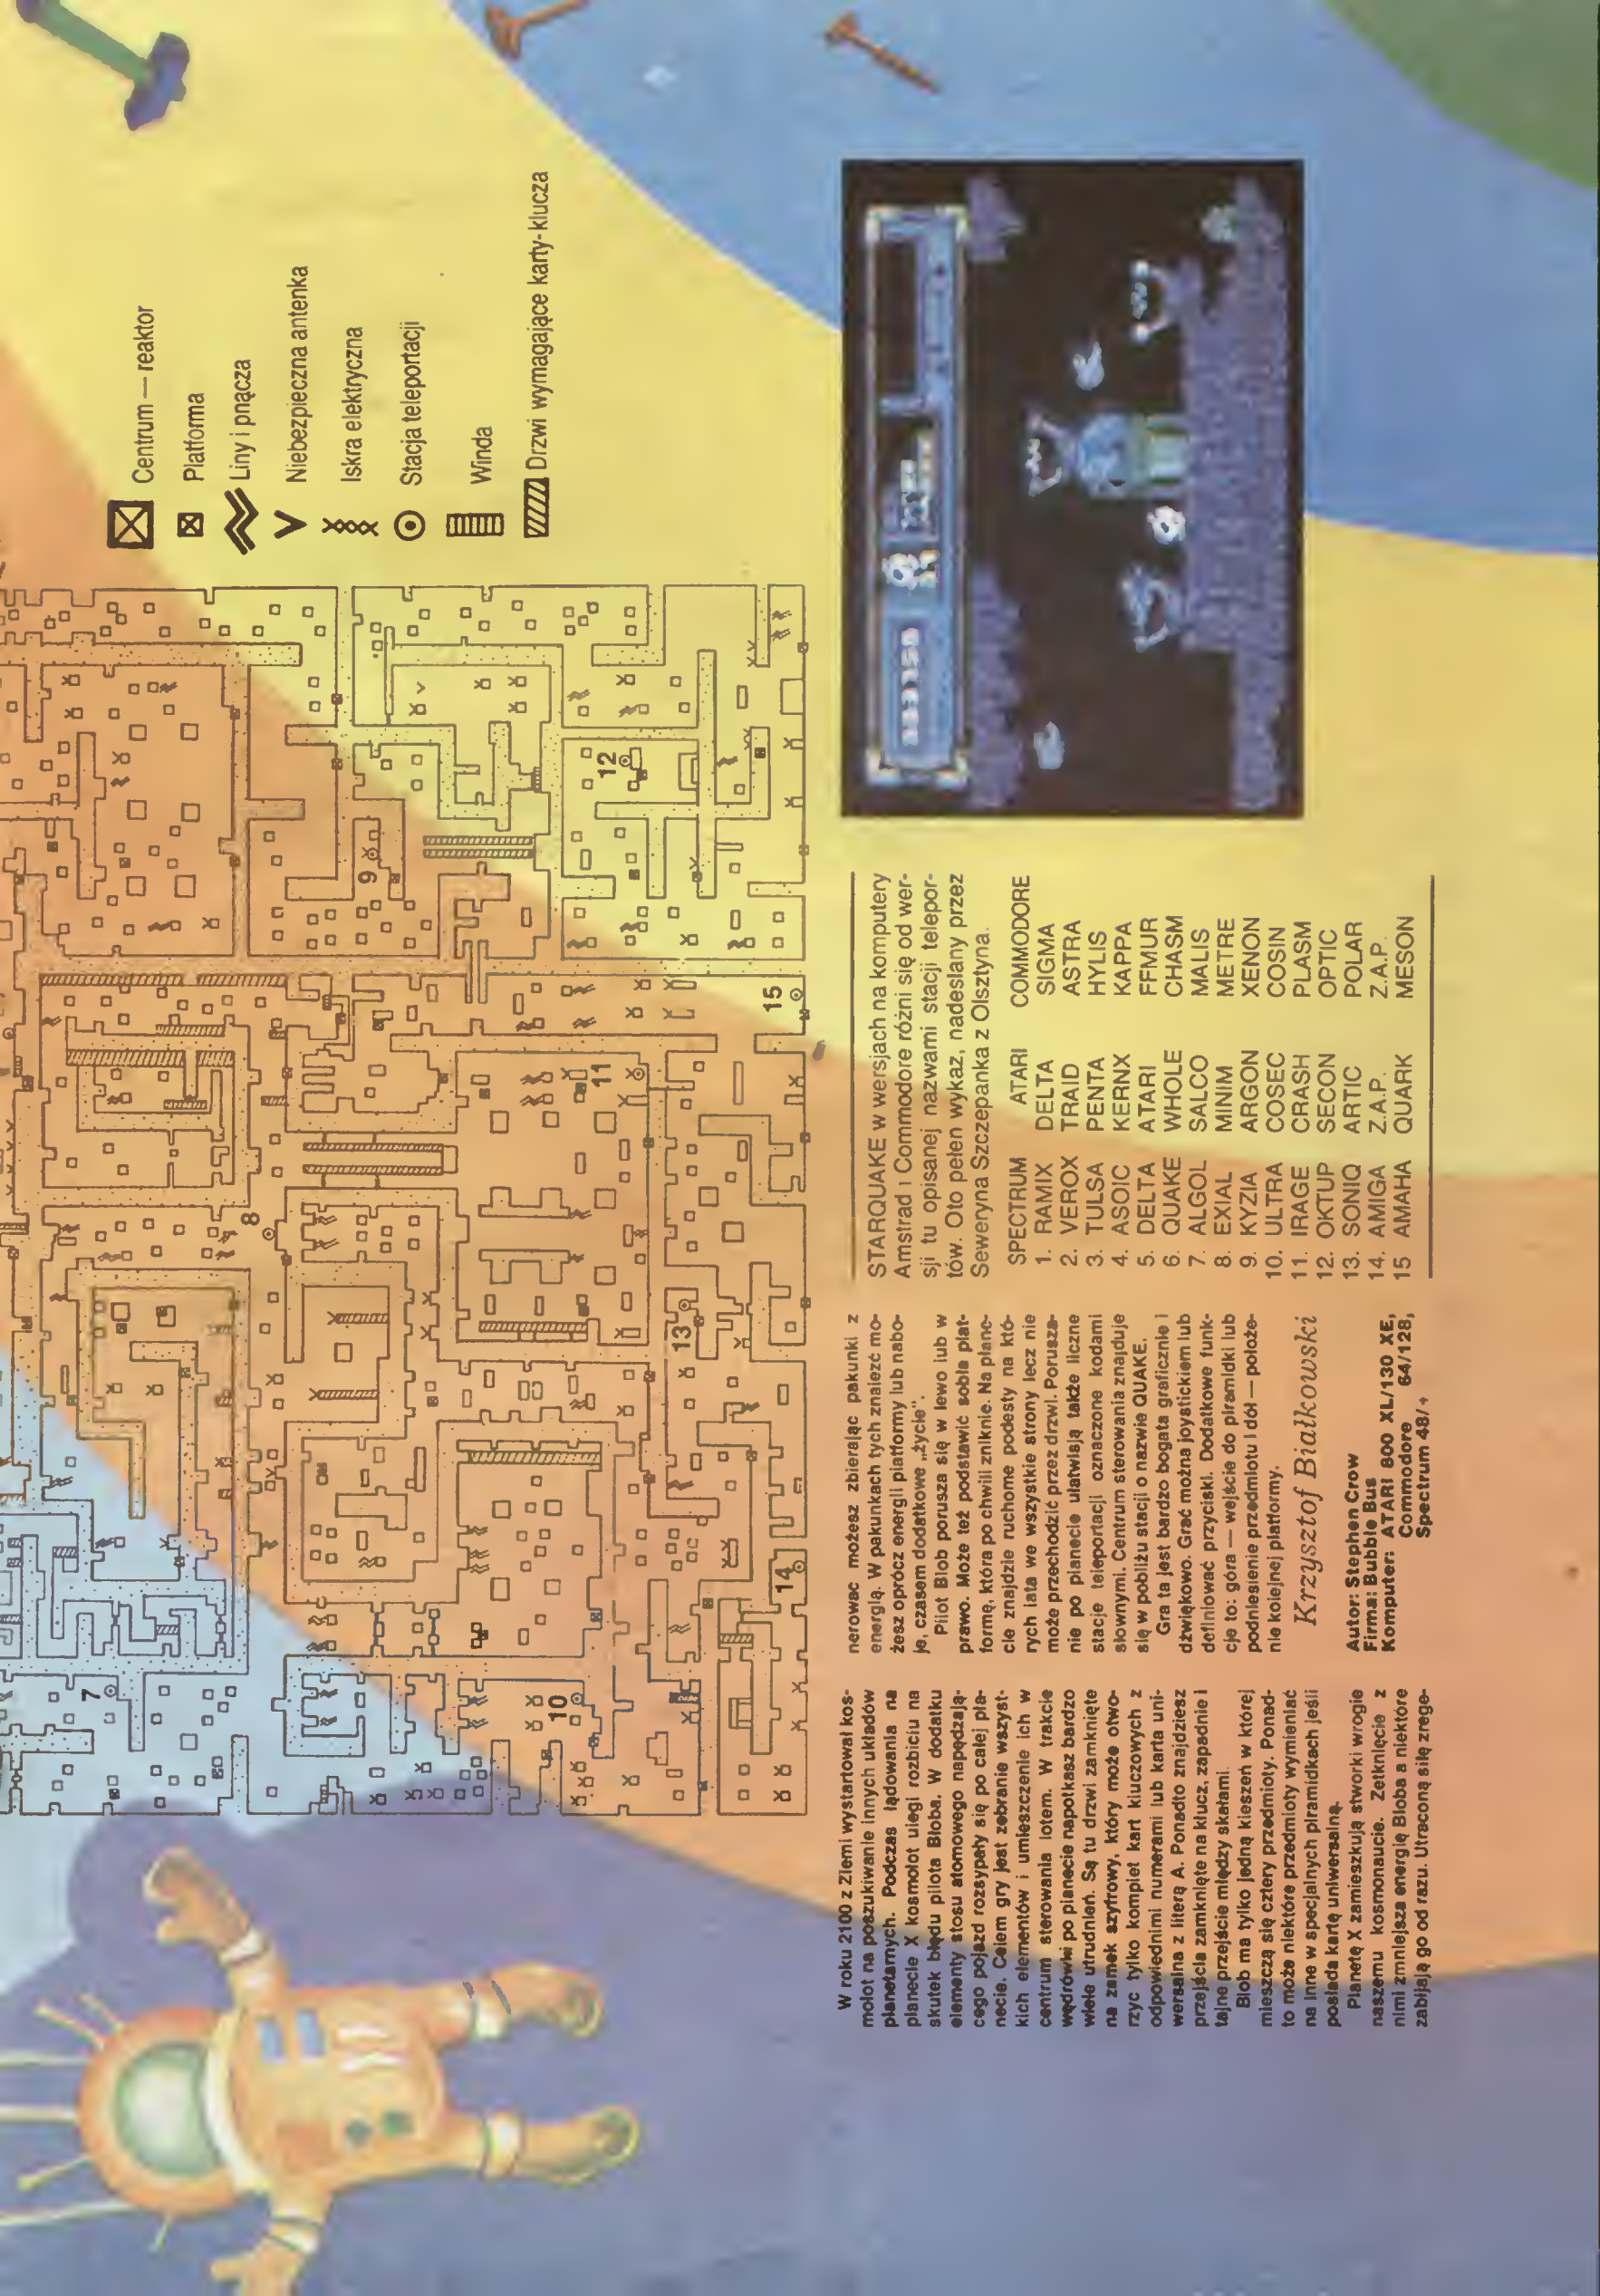 Centrum — reaktor
Platforma
Liny i pnącza
Niebezpieczna antenka
Iskra elektryczna
Stacja teleportacji
Winda
Drzwi wymagające karty-klucza
7
8
9
10
11
12
13
14
15
W roku 2100 z Ziemi wystartował kos-
molot na poszukiwanie innych układów
planetarnych. Podczas lądowania na
planecie X kosmolot uległ rozbiciu na
skutek błędu pilota Bloba. W dodatku
elementy stosu atomowego napędzają-
cego pojazd rozsypały się po całej pla-
necie. Celem gry jest zebranie wszyst-
kich elementów i umieszczenie ich w
centrum sterowania lotem. W trakcie
wędrówki po planecie napotkasz bardzo
wiele utrudnień. Są tu drzwi zamknięte
na zamek szyfrowy, który może otwo-
rzyć tylko komplet kart kluczowych z
odpowiednimi numerami lub karta uni-
wersalna z literą A. Ponadto znajdziesz
przejścia zamknięte na klucz, zapadnie i
tajne przejście między skałami.
Blob ma tylko jedną kieszeń w której
mieszczą się cztery przedmioty. Ponad-
to może niektóre przedmioty wymieniać
na inne w specjalnych piramidkach jeśli
posiada kartę uniwersalną.
Planetę X zamieszkują stworki wrogie
naszemu kosmonaucie. Zetknięcie z
nimi zmniejsza energię Bloba a niektóre
zabijają go od razu. Utraconą siłę zrege-
nerować możesz zbierając pakunki z
energią. W pakunkach tych znaleźć mo-
żesz oprócz energii platformy lub nabo-
je, czasem dodatkowe „życie”.
Pilot Blob porusza się w lewo lub w
prawo. Może też podstawić sobie plat-
formę, która po chwili zniknie. Na plane-
cie znajdzie ruchome podesty na któ-
rych lata we wszystkie strony lecz nie
może przechodzić przez drzwi. Porusza-
nie po planecie ułatwiają także liczne
stacje teleportacji oznaczone kodami
słownymi. Centrum sterowania znajduje
się w pobliżu stacji o nazwie QUAKE.
Gra ta jest bardzo bogata graficznie i
dźwiękowo. Grać można joystickiem lub
definiować przyciski. Dodatkowe funk-
cje to: góra — wejście do piramidki lub
podniesienie przedmiotu i dół — położe-
nie kolejnej platformy.
Krzysztof Białkowski
Autor: Stephen Crow
Firma: Bubble Bus
Komputer: ATARI 800 XL/130 XE,
Commodore 64/128,
Spectrum 48/+
STARQUAKE w wersjach na komputery
Amstrad i Commodore różni się od wer-
sji tu opisanej nazwami stacji telepor-
tów. Oto pełen wykaz, nadesłany przez
Seweryna Szczepanka z Olsztyna.
SPECTRUM ATARI COMMODORE
1. RAMIX DELTA SIGMA
2. VEROX TRAID ASTRA
3. TULSA PENTA HYLIS
4. ASOIC KERNX KAPPA
5. DELTA ATARI FFMUR
6. QUAKE WHOLE CHASM
7. ALGOL SALCO MALIS
8. EXIAL MINIM METRE
9. KYZIA ARGON XENON
10. ULTRA COSEC COSIN
11. IRAGE CRASH PLASM
12. OKTUP SECON OPTIC
13. SONIQ ARTIC POLAR
14. AMIGA Z.A.P. Z.A.P.
15 AMAHA QUARK MESON